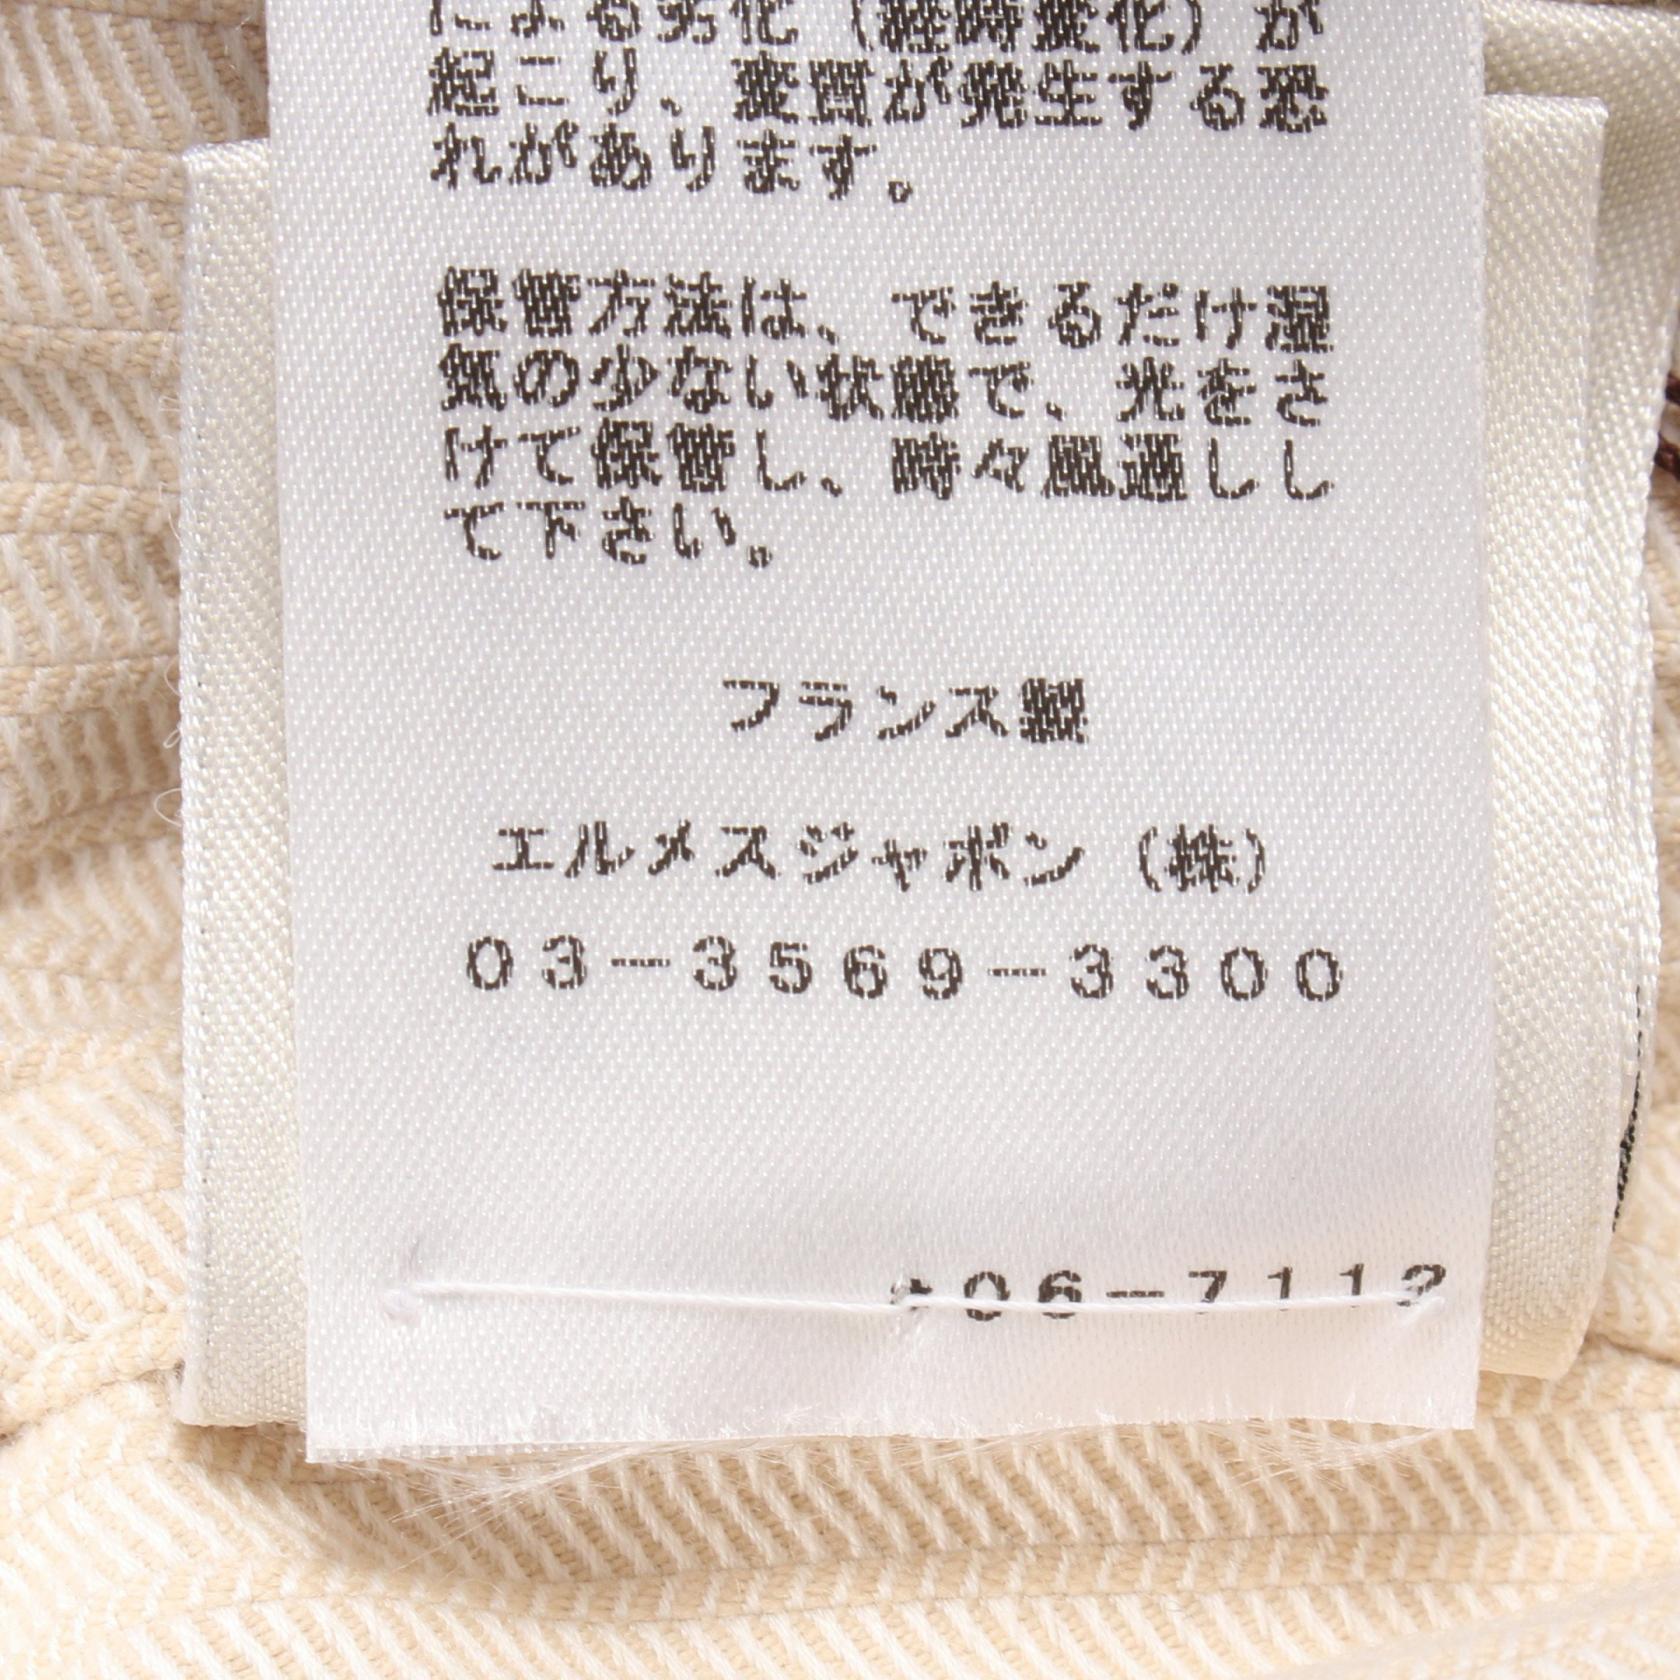 による劣化（経時変化）が
起こり、変質が発生する恐
れがあります。
保管方法は、できるだけ湿
気の少ない状態で、光をさ
けて保管し、時々風通しし
て下さい。
フランス製
エルメスジャポン（株）
０３－３５６９－３３００
０６－７１１２